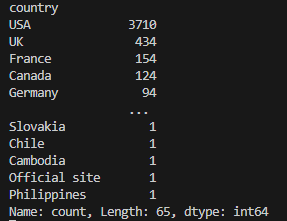 country
USA 3710
UK 434
France 154
Canada 124
Germany 94
...
Slovakia 1
Chile 1
Cambodia 1
Official site 1
Philippines 1
Name: count, Length: 65, dtype: int64